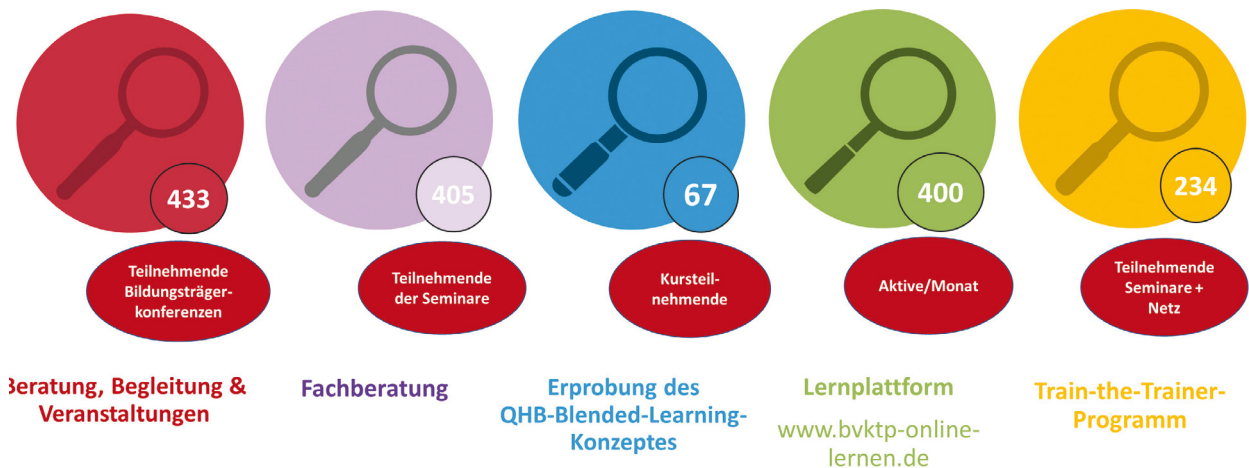 433
Teilnehmende
Bildungsträger-
konferenzen
Beratung, Begleitung &
Veranstaltungen
405
Teilnehmende
der Seminare
Fachberatung
67
Kursteil-
nehmende
Erprobung des
QHB-Blended-Learning-
Konzeptes
400
Aktive/Monat
Lernplattform
www.bvktp-online-
lernen.de
234
Teilnehmende
Seminare +
Netz
Train-the-Trainer-
Programm